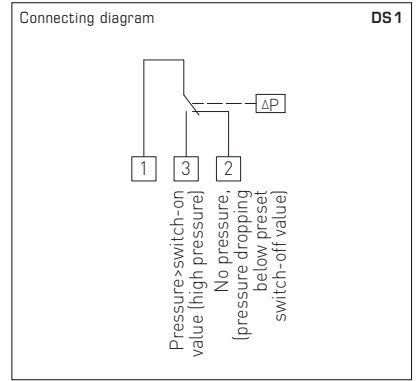 Connecting diagram DS1
ΔP
1 3 2
Pressure>switch-on
value (high pressure)
No pressure,
(pressure dropping
below preset
switch-off value)